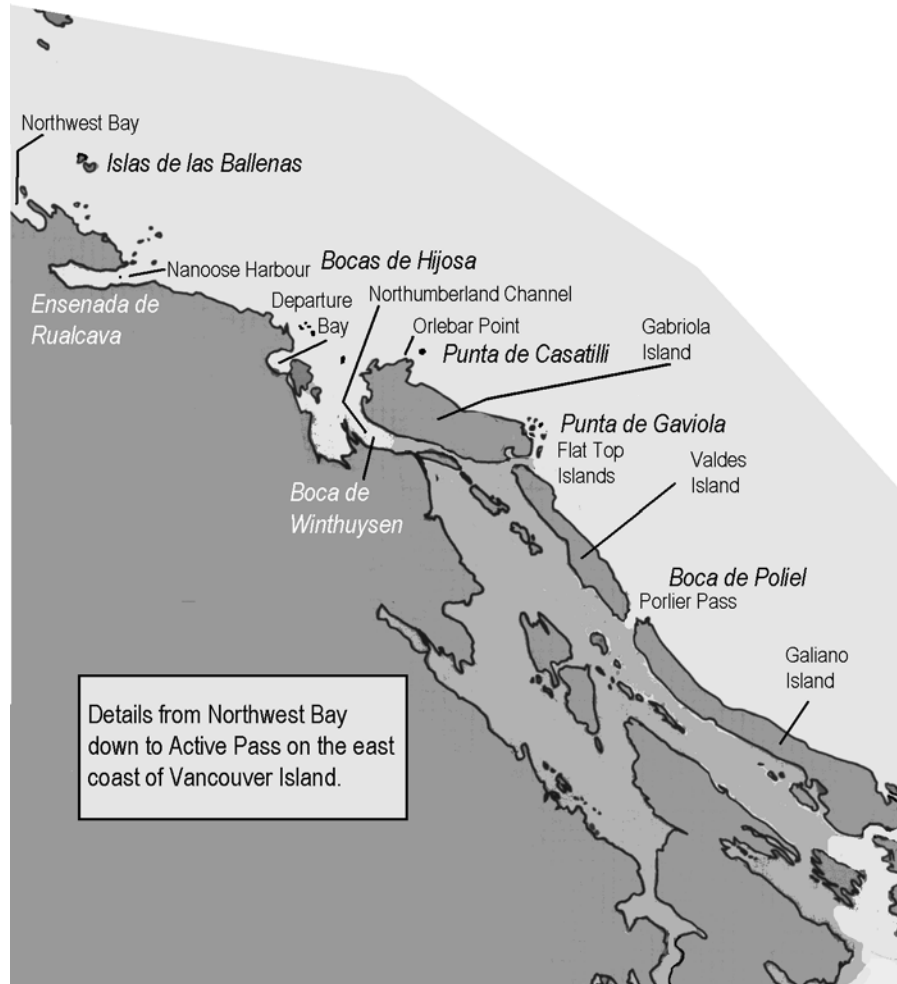 Northwest Bay
Islas de las Ballenas
Nanoose Harbour
Bocas de Hijosa
Ensenada de
Rualcava
Departure
Bay
Northumberland Channel
Orlebar Point
Punta de Casatilli
Gabriola
Island
Punta de Gaviola
Flat Top
Islands
Valdes
Island
Boca de
Winthuysen
Boca de Poliel
Porlier Pass
Galiano
Island
Details from Northwest Bay
down to Active Pass on the east
coast of Vancouver Island.